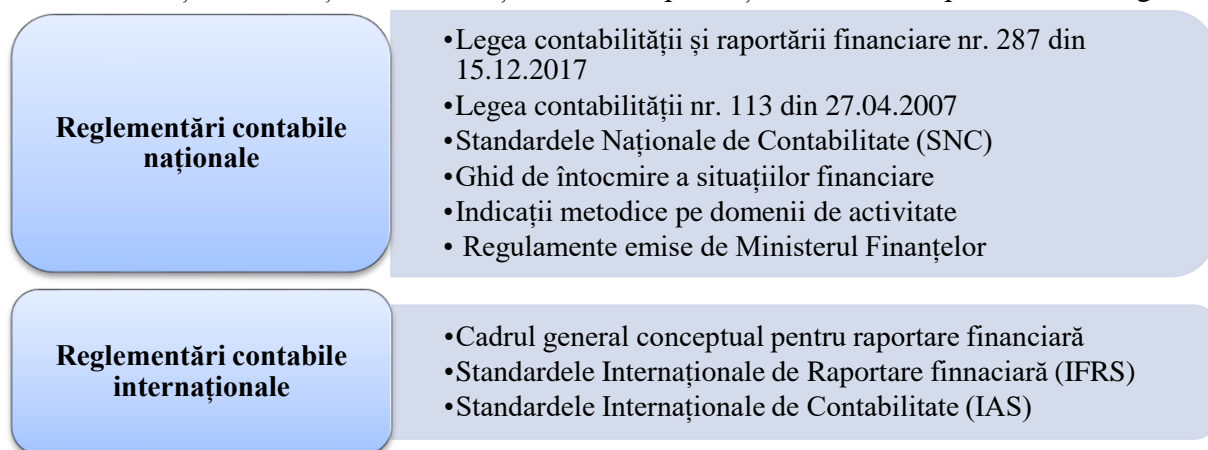 Reglementări contabile
naționale
•Legea contabilității și raportării financiare nr. 287 din
15.12.2017
•Legea contabilității nr. 113 din 27.04.2007
•Standardele Naționale de Contabilitate (SNC)
•Ghid de întocmire a situațiilor financiare
•Indicații metodice pe domenii de activitate
• Regulamente emise de Ministerul Finanțelor
Reglementări contabile
internaționale
•Cadrul general conceptual pentru raportare financiară
•Standardele Internaționale de Raportare finnaciară (IFRS)
•Standardele Internaționale de Contabilitate (IAS)